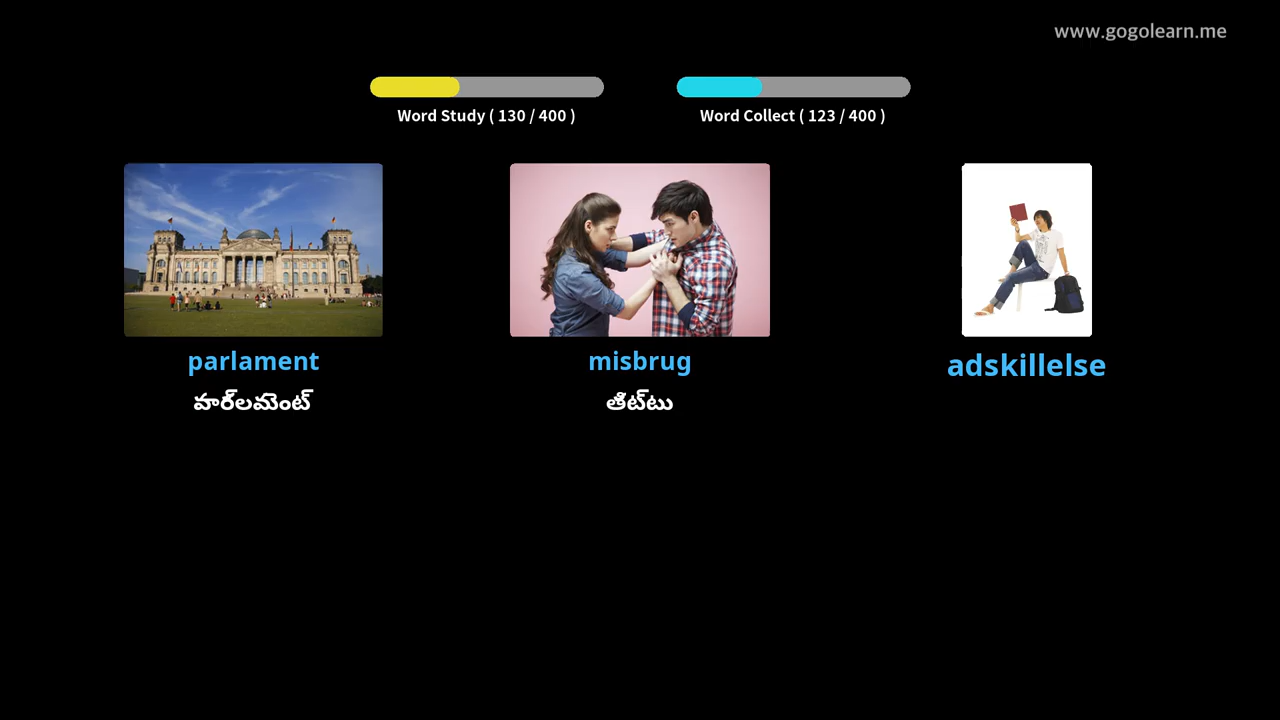 www.gogolearn.me
Word Study ( 130 / 400 ) Word Collect ( 123 / 400 )
parlament misbrug adskillelse
పార్లమెంట్ తిట్టు